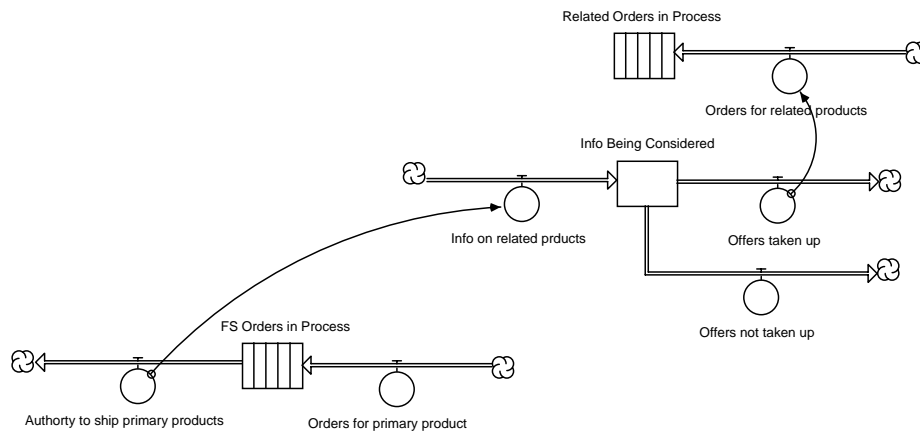 Related Orders in Process
Orders for related products
Info Being Considered
Info on related prducts
Offers taken up
Offers not taken up
FS Orders in Process
Authorty to ship primary products
Orders for primary product